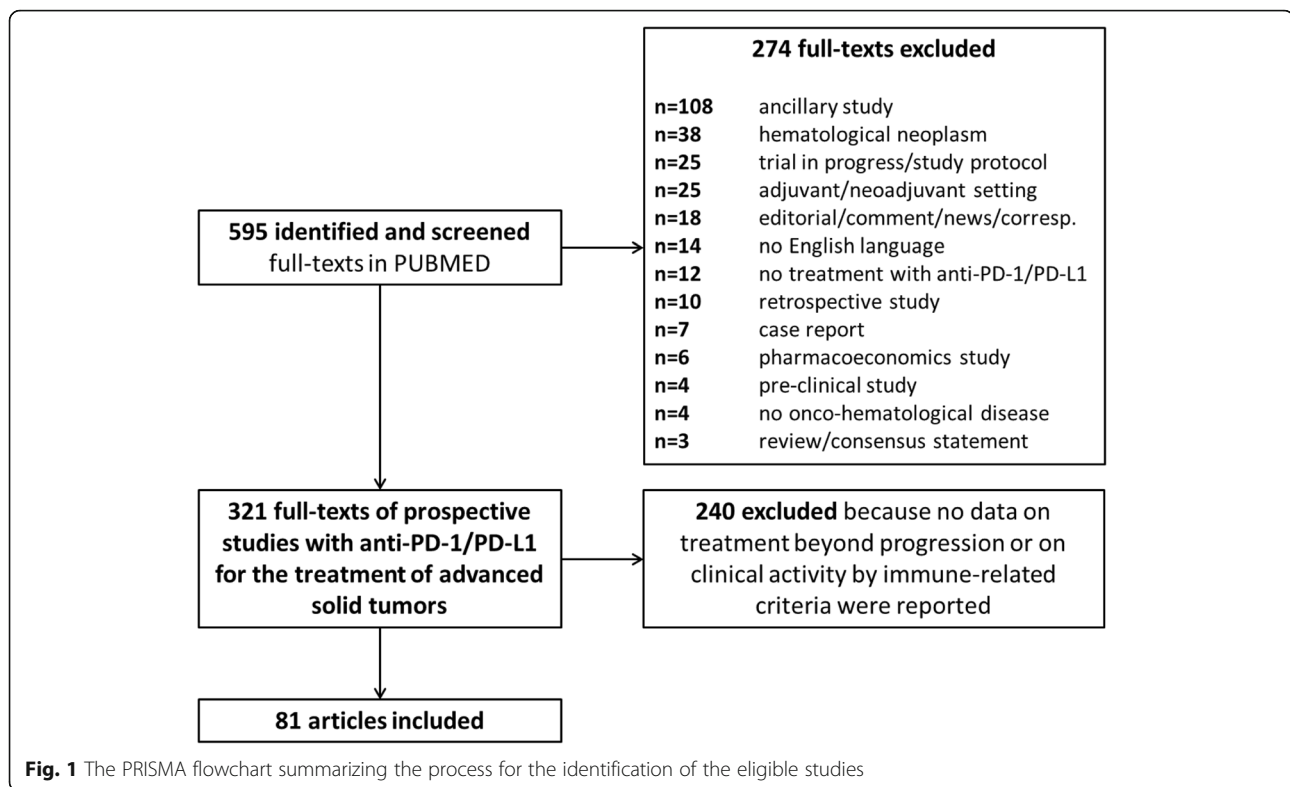 274 full-texts excluded
n=108 ancillary study
n=38 hematological neoplasm
n=25 trial in progress/study protocol
n=25 adjuvant/neoadjuvant setting
n=18 editorial/comment/news/corresp.
n=14 no English language
n=12 no treatment with anti-PD-1/PD-L1
n=10 retrospective study
n=7 case report
n=6 pharmacoeconomics study
n=4 pre-clinical study
n=4 no onco-hematological disease
n=3 review/consensus statement
595 identified and screened
full-texts in PUBMED
321 full-texts of prospective
studies with anti-PD-1/PD-L1
for the treatment of advanced
solid tumors
240 excluded because no data on
treatment beyond progression or on
clinical activity by immune-related
criteria were reported
81 articles included
Fig. 1 The PRISMA flowchart summarizing the process for the identification of the eligible studies